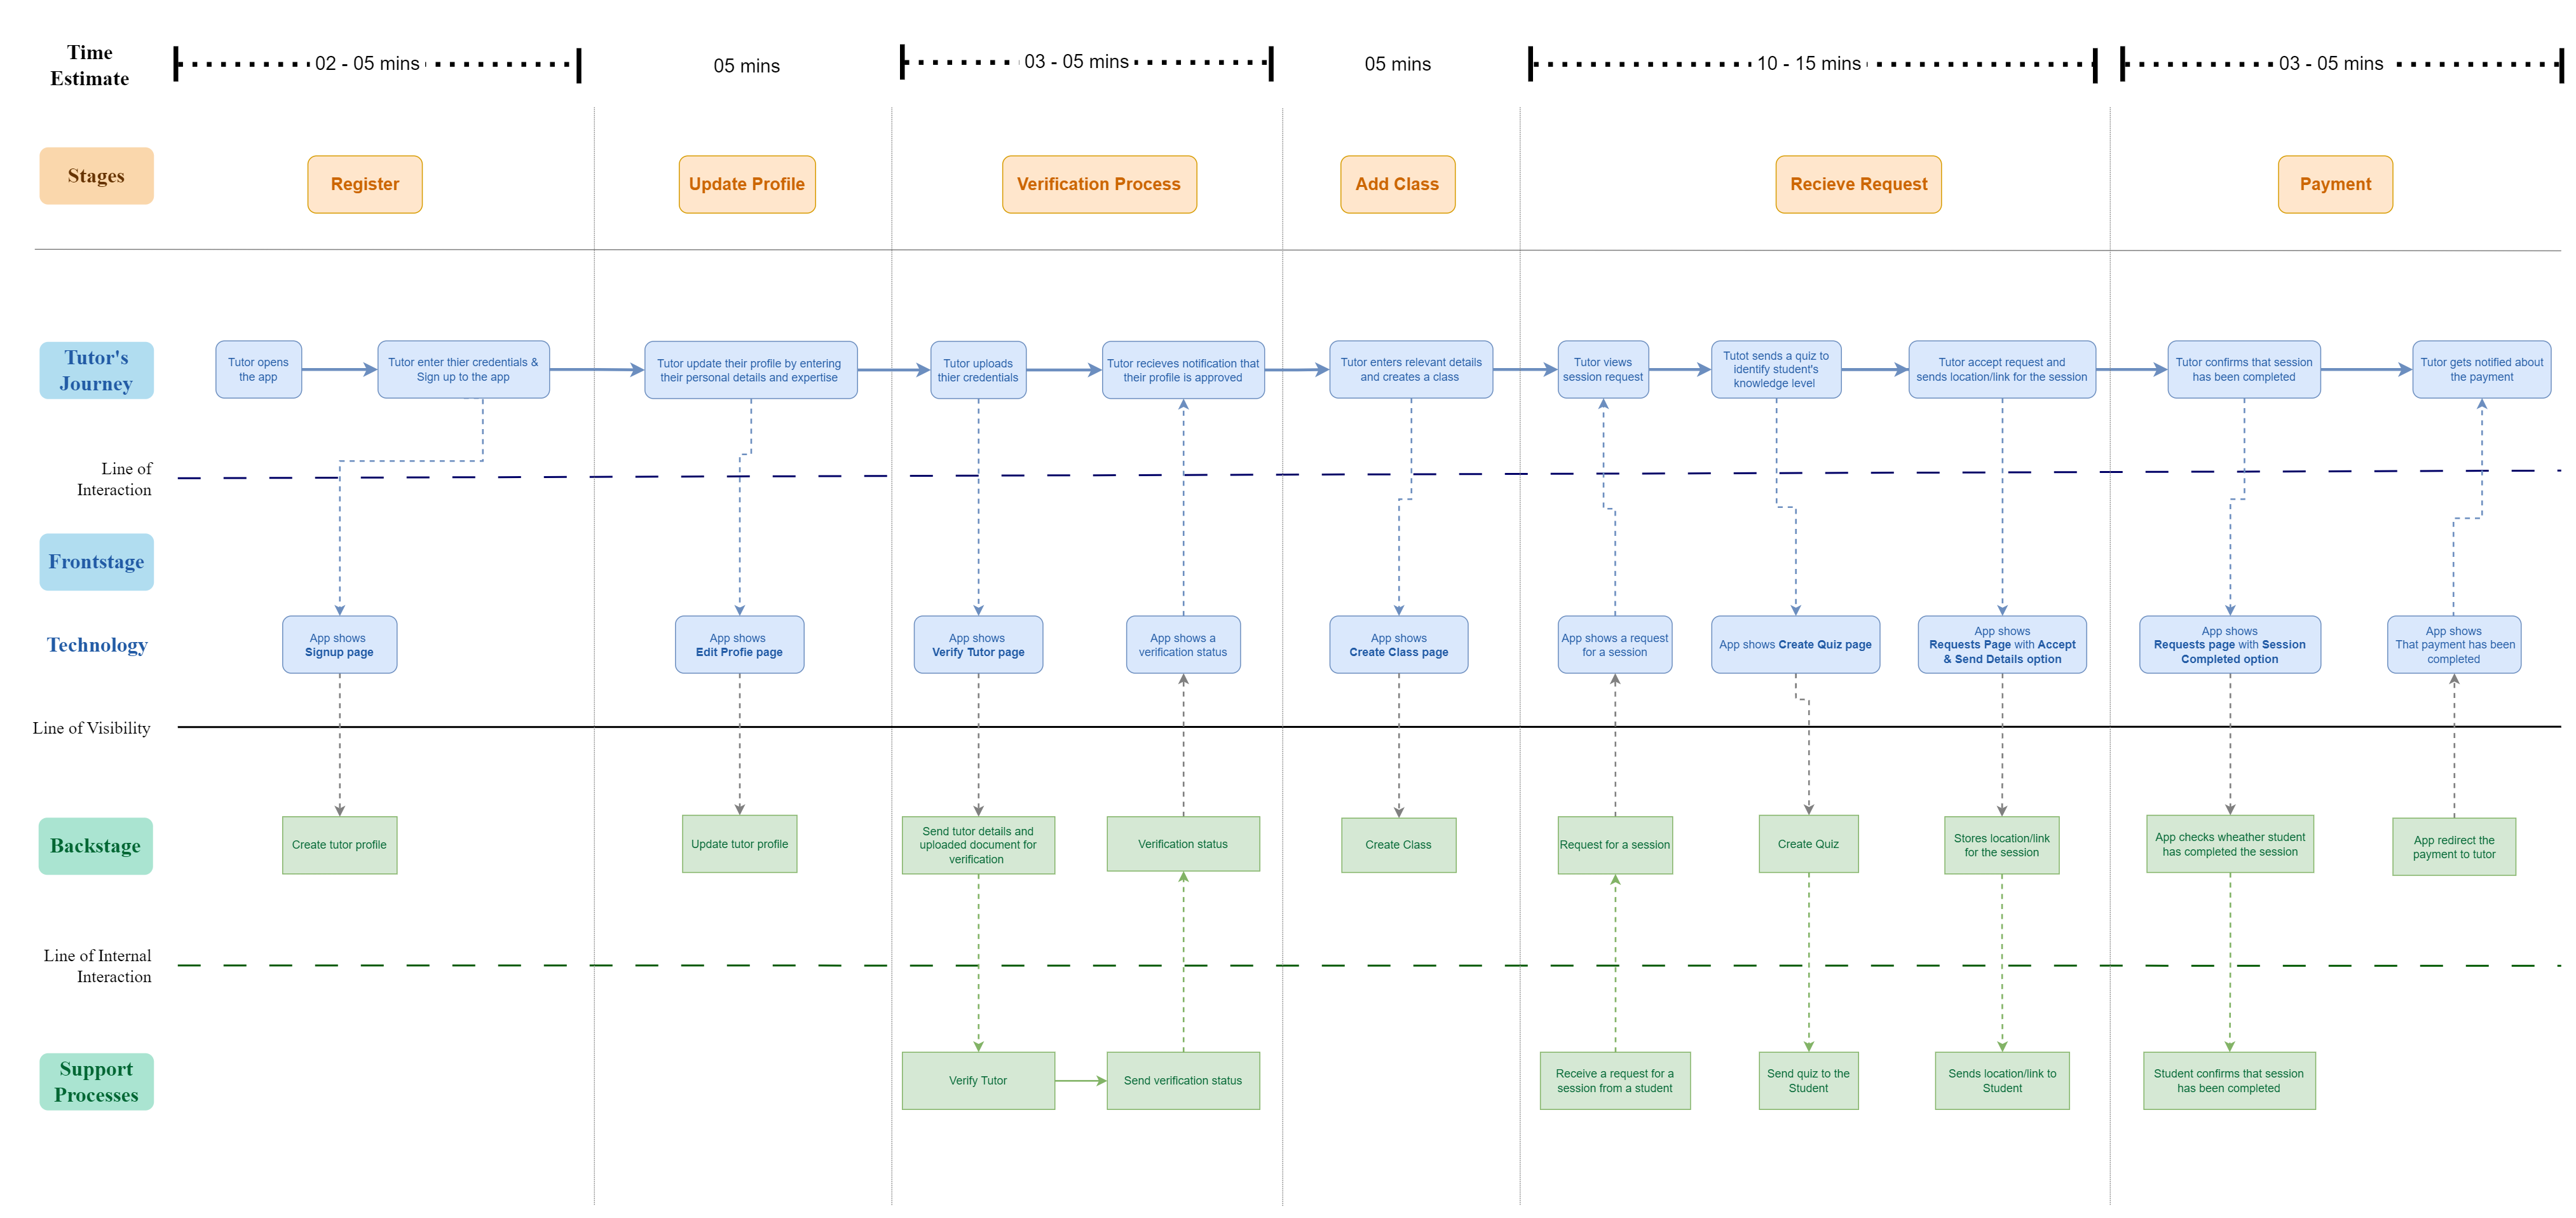 Time
Estimate
02 - 05 mins
05 mins
03 - 05 mins
05 mins
10 - 15 mins
03 - 05 mins
Stages
Register
Update Profile
Verification Process
Add Class
Recieve Request
Payment
Tutor's
Journey
Tutor opens
the app
Tutor enter thier credentials &
Sign up to the app
Tutor update their profile by entering
their personal details and expertise
Tutor uploads
thier credentials
Tutor recieves notification that
their profile is approved
Tutor enters relevant details
and creates a class
Tutor views
session request
Tutot sends a quiz to
identify student's
knowledge level
Tutor accept request and
sends location/link for the session
Tutor confirms that session
has been completed
Tutor gets notified about
the payment
Line of
Interaction
Frontstage
Technology
App shows
Signup page
App shows
Edit Profie page
App shows
Verify Tutor page
App shows a
verification status
App shows
Create Class page
App shows a request
for a session
App shows Create Quiz page
App shows
Requests Page with Accept
& Send Details option
App shows
Requests page with Session
Completed option
App shows
That payment has been
completed
Line of Visibility
Backstage
Create tutor profile
Update tutor profile
Send tutor details and
uploaded document for
verification
Verification status
Create Class
Request for a session
Create Quiz
Stores location/link
for the session
App checks wheather student
has completed the session
App redirect the
payment to tutor
Line of Internal
Interaction
Support
Processes
Verify Tutor
Send verification status
Receive a request for a
session from a student
Send quiz to the
Student
Sends location/link to
Student
Student confirms that session
has been completed